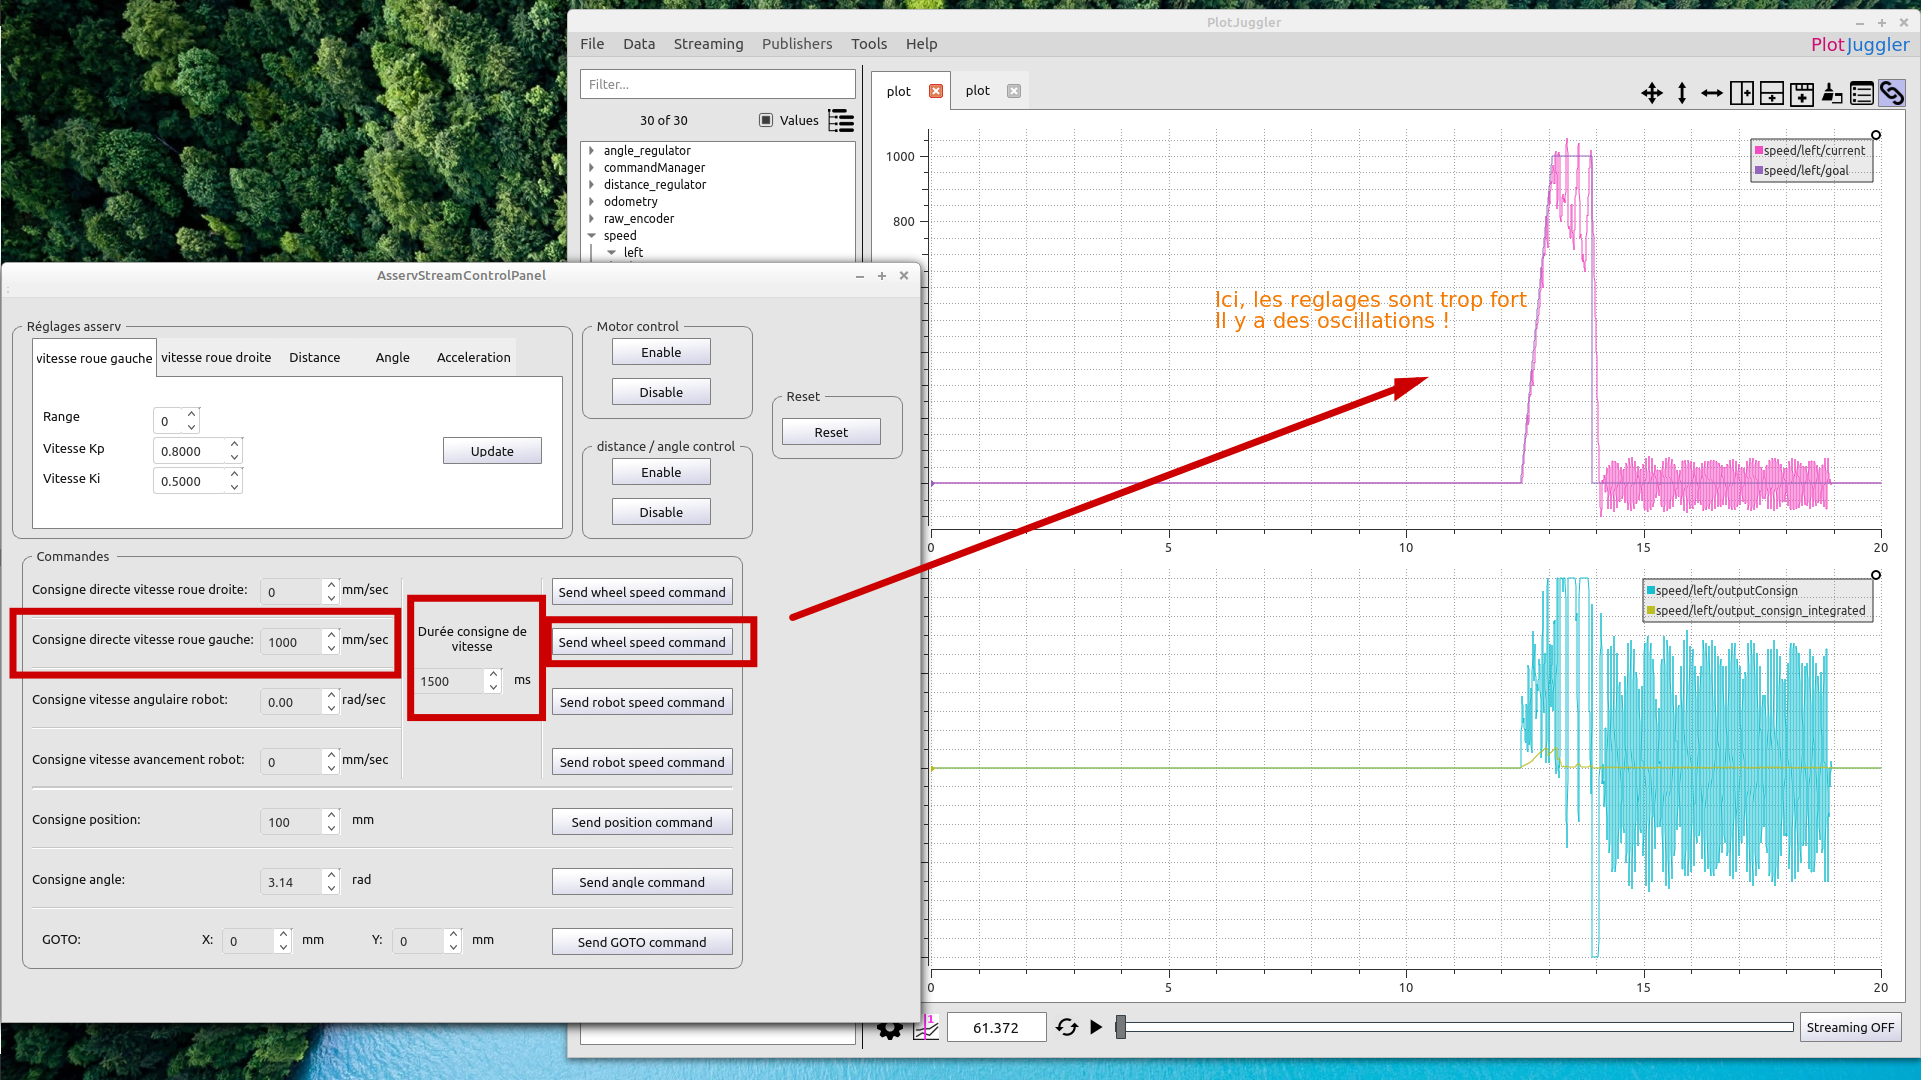 PlotJuggler
File Data Streaming Publishers Tools Help
PlotJuggler
Filter...
30 of 30
Values
angle_regulator
commandManager
distance_regulator
odometry
raw_encoder
speed
left
plot
plot
1000
800
speed/left/current
speed/left/goal
Ici, les reglages sont trop fort
Il y a des oscillations !
0 5 10 15 20
speed/left/outputConsign
speed/left/output_consign_integrated
0 5 10 15 20
1
61.372
Streaming OFF
AsservStreamControlPanel
Réglages asserv
vitesse roue gauche
vitesse roue droite
Distance
Angle
Acceleration
Range
0
Vitesse Kp
0.8000
Vitesse Ki
0.5000
Update
Motor control
Enable
Disable
distance / angle control
Enable
Disable
Reset
Reset
Commandes
Consigne directe vitesse roue droite: 0 mm/sec
Send wheel speed command
Consigne directe vitesse roue gauche: 1000 mm/sec
Durée consigne de
vitesse
1500 ms
Send wheel speed command
Consigne vitesse angulaire robot: 0.00 rad/sec
Send robot speed command
Consigne vitesse avancement robot: 0 mm/sec
Send robot speed command
Consigne position: 100 mm
Send position command
Consigne angle: 3.14 rad
Send angle command
GOTO: X: 0 mm Y: 0 mm
Send GOTO command